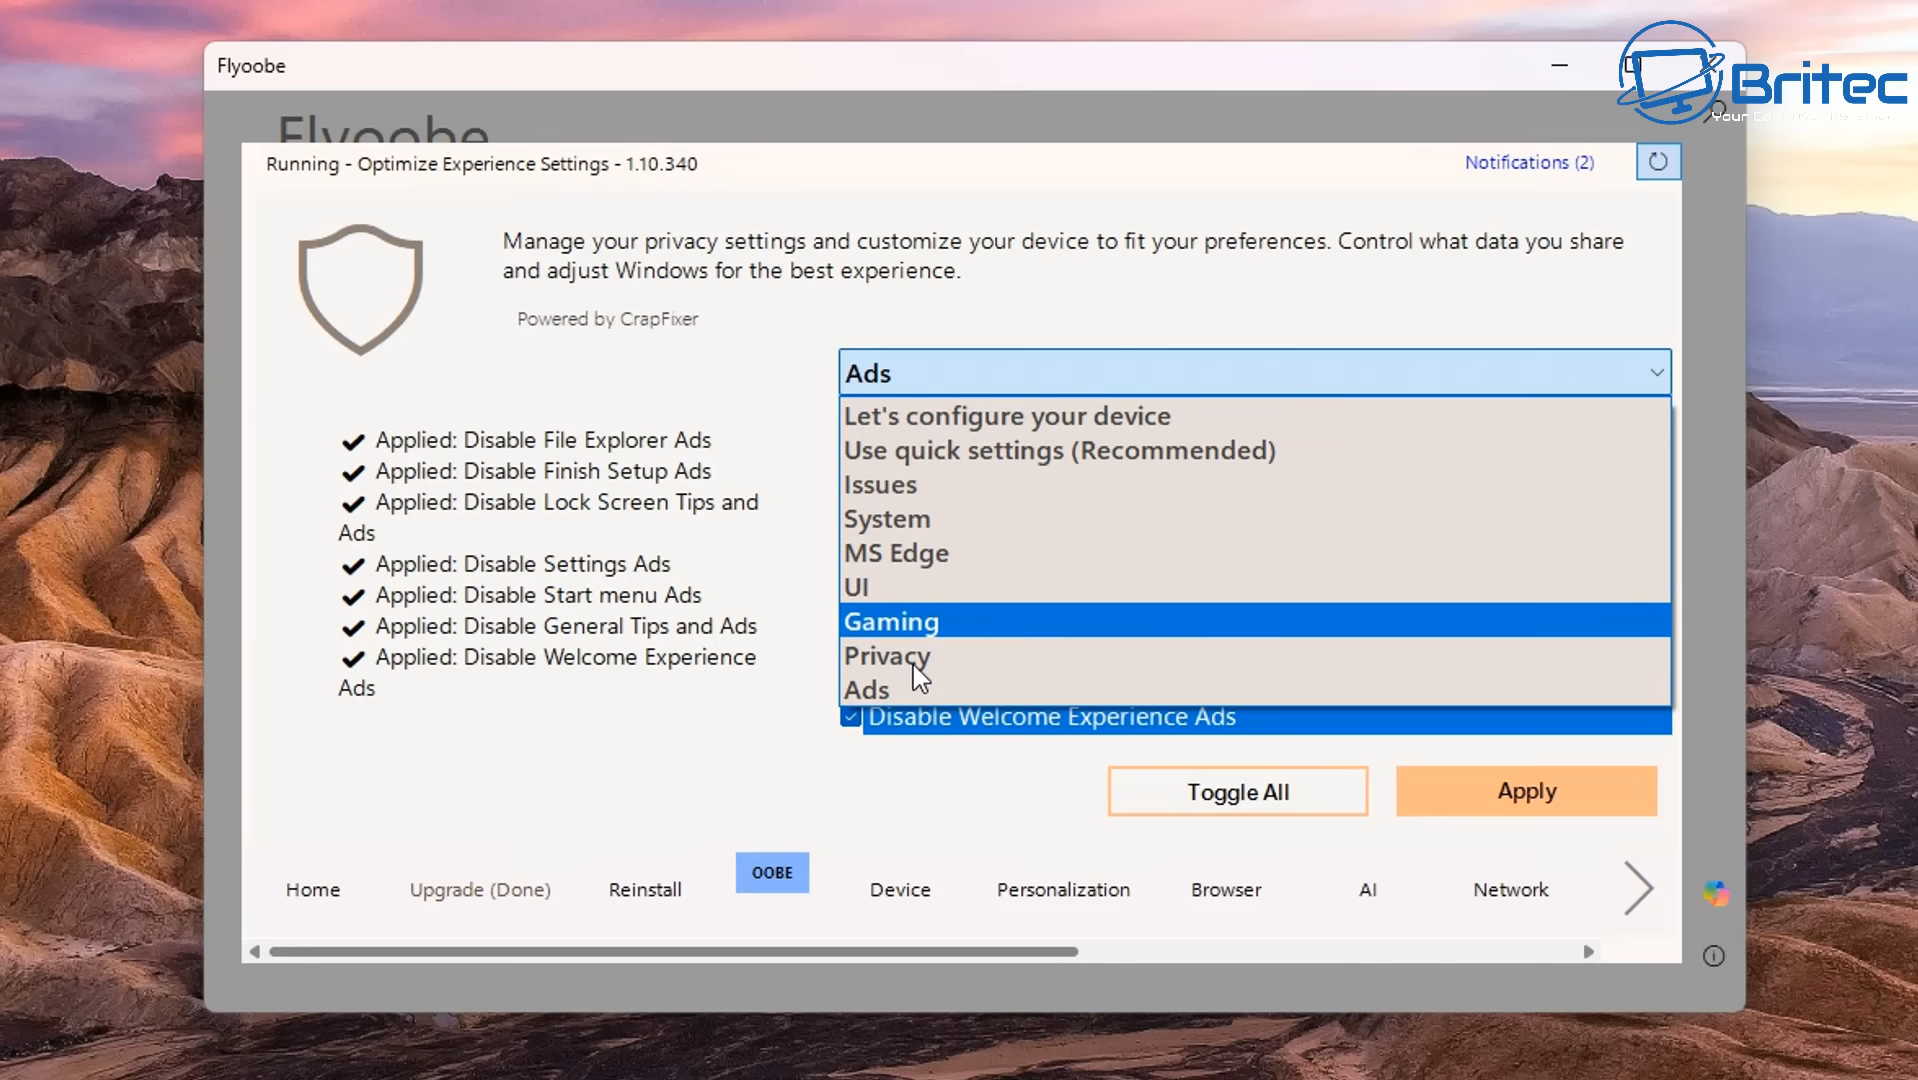 Flyoobe
Britec
Flyoobe
Running - Optimize Experience Settings - 1.10.340
Notifications (2)
Manage your privacy settings and customize your device to fit your preferences. Control what data you share
and adjust Windows for the best experience.
Powered by CrapFixer
Ads
Let's configure your device
Use quick settings (Recommended)
Issues
System
MS Edge
UI
Gaming
Privacy
Ads
Disable Welcome Experience Ads
✔ Applied: Disable File Explorer Ads
✔ Applied: Disable Finish Setup Ads
✔ Applied: Disable Lock Screen Tips and
Ads
✔ Applied: Disable Settings Ads
✔ Applied: Disable Start menu Ads
✔ Applied: Disable General Tips and Ads
✔ Applied: Disable Welcome Experience
Ads
Toggle All
Apply
Home
Upgrade (Done)
Reinstall
OOBE
Device
Personalization
Browser
AI
Network